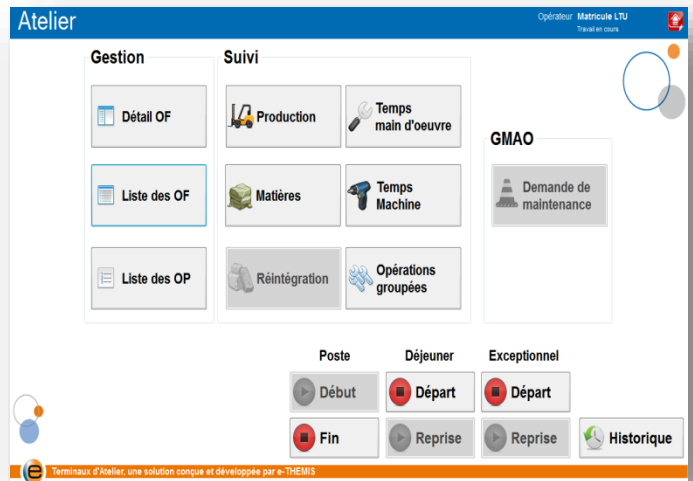 Atelier
Opérateur Matricule LTU
Travail en cours
Gestion
Suivi
Détail OF
Production
Temps
main d'oeuvre
GMAO
Liste des OF
Matières
Temps
Machine
Demande de
maintenance
Liste des OP
Réintégration
Opérations
groupées
Poste
Déjeuner
Exceptionnel
Début
Départ
Départ
Fin
Reprise
Reprise
Historique
e
Terminaux d'Atelier, une solution conçue et développée par e-THEMIS